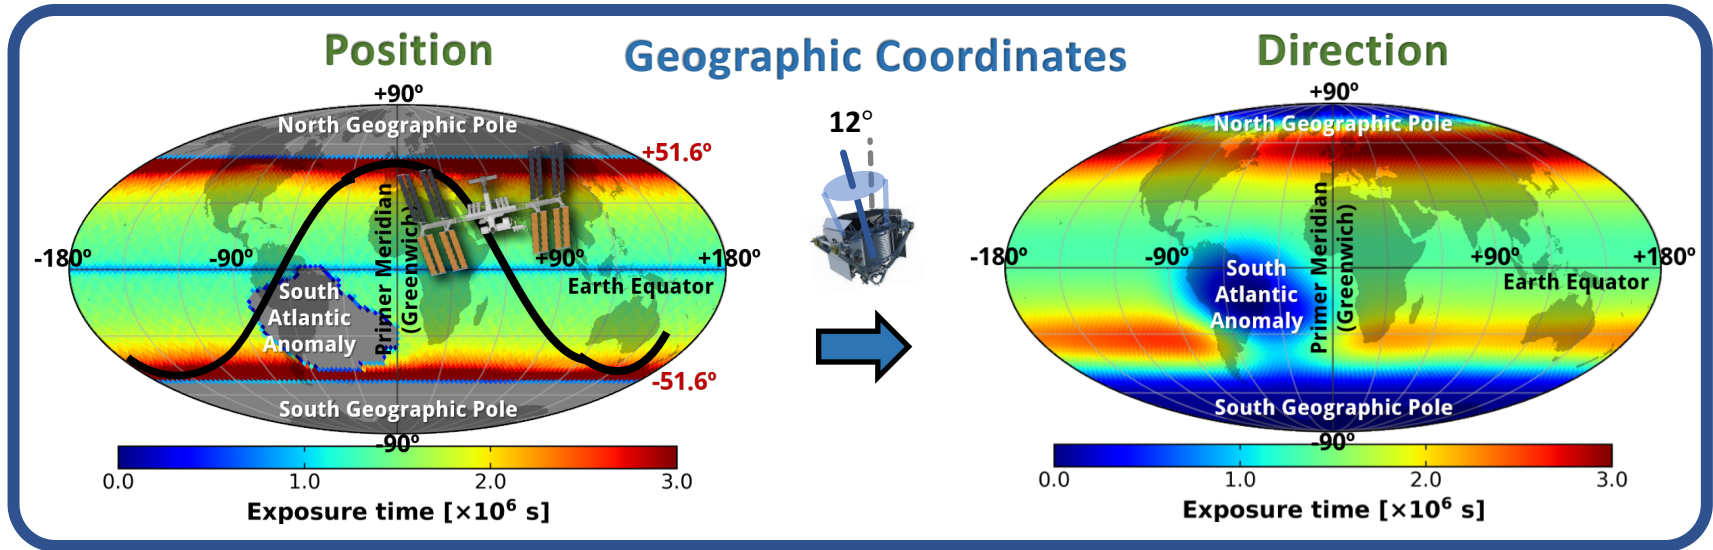 Position
Geographic Coordinates
Direction
+90º
North Geographic Pole
+51.6º
-180º
-90º
+90º
+180º
Primer Meridian
(Greenwich)
Earth Equator
South
Atlantic
Anomaly
-51.6º
South Geographic Pole
-90º
0.0
1.0
2.0
3.0
Exposure time [×10⁶ s]
12°
+90º
North Geographic Pole
-180º
-90º
+90º
+180º
Primer Meridian
(Greenwich)
Earth Equator
South
Atlantic
Anomaly
South Geographic Pole
-90º
0.0
1.0
2.0
3.0
Exposure time [×10⁶ s]